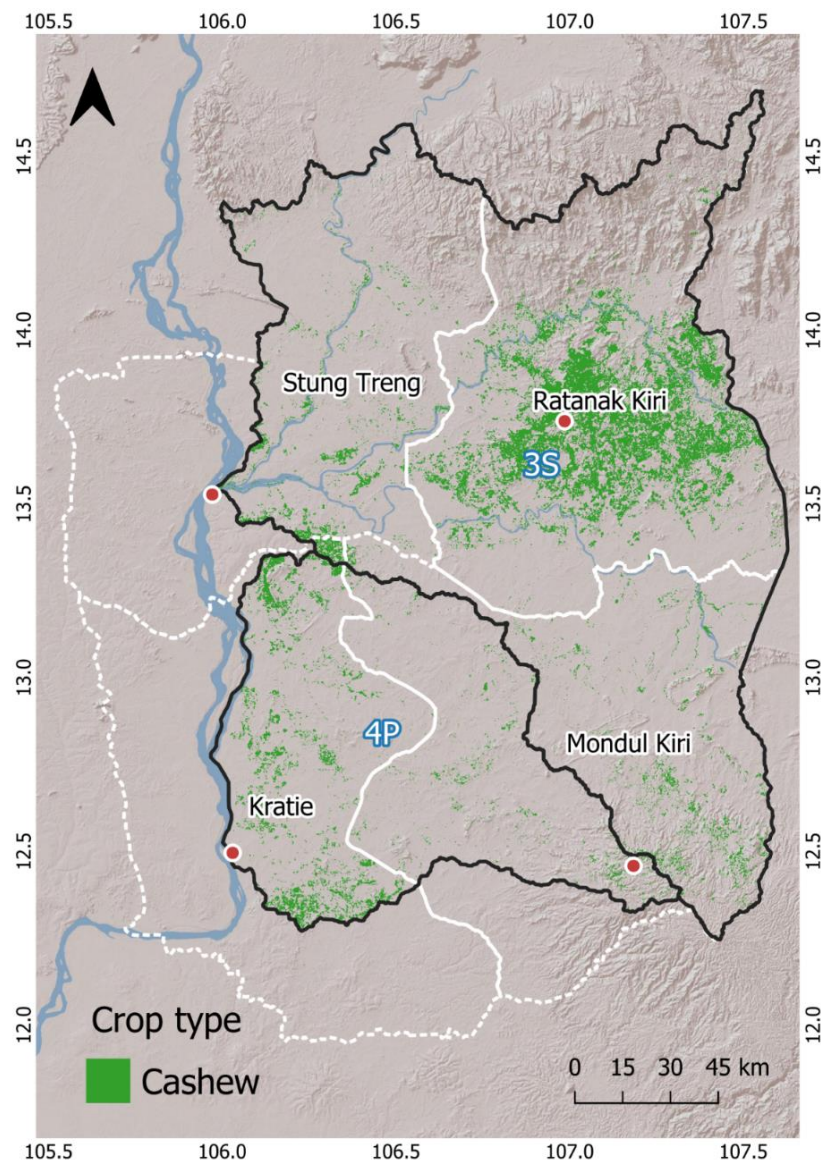 105.5 106.0 106.5 107.0 107.5
14.5 14.5
14.0 14.0
Stung Treng
Ratanak Kiri
3S
13.5 13.5
13.0 13.0
4P
Mondul Kiri
Kratie
12.5 12.5
12.0 12.0
Crop type
Cashew
0 15 30 45 km
105.5 106.0 106.5 107.0 107.5